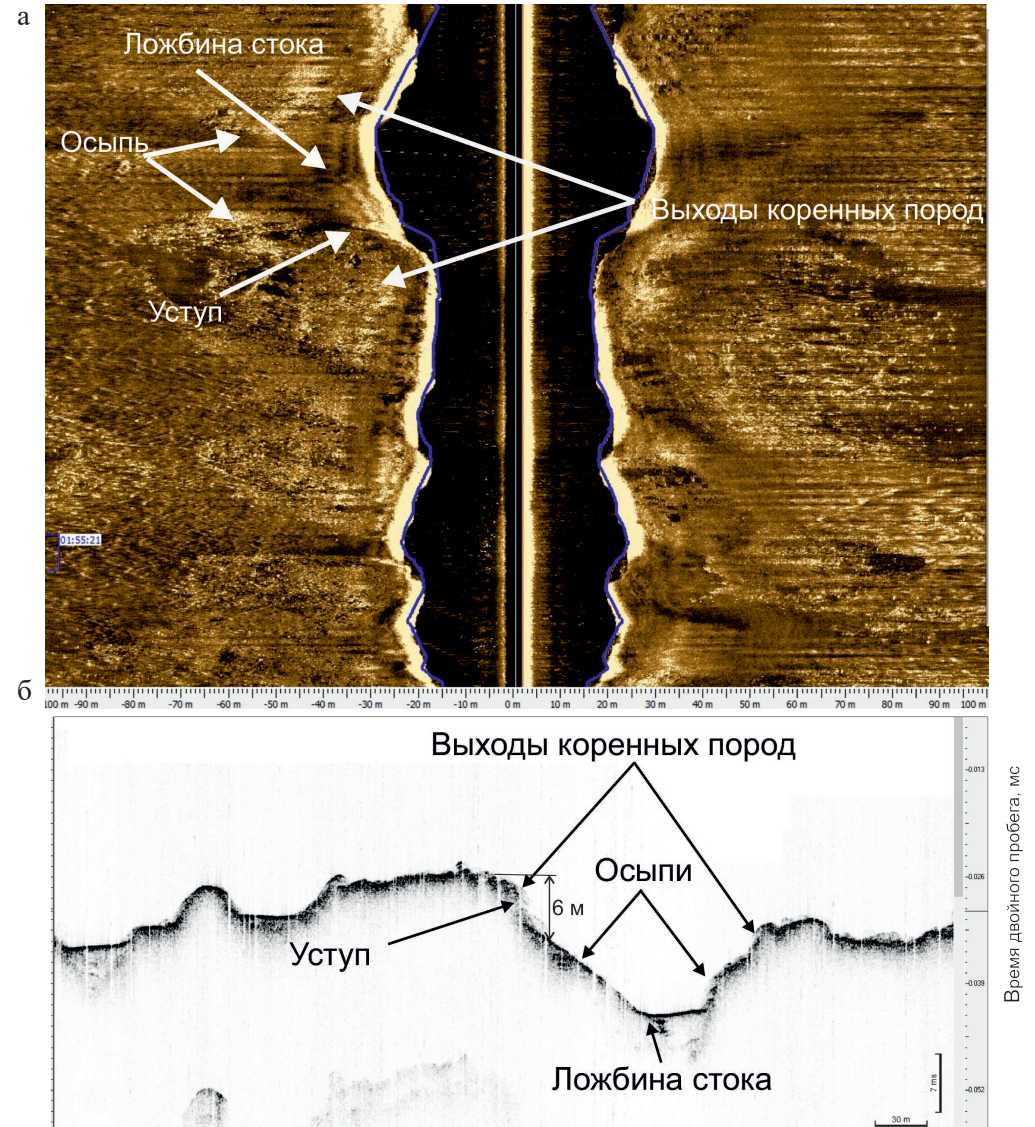 а
Ложбина стока
Осыпь
Выходы коренных пород
Уступ
01:55:21
б
100 m -90 m -80 m -70 m -60 m -50 m -40 m -30 m -20 m -10 m 0 m 10 m 20 m 30 m 40 m 50 m 60 m 70 m 80 m 90 m 100 m
Выходы коренных пород
-0.013
Осыпи
-0.026
6 м
Уступ
-0.039
Ложбина стока
-0.052
7 ms
30 m
Время двойного пробега, мс